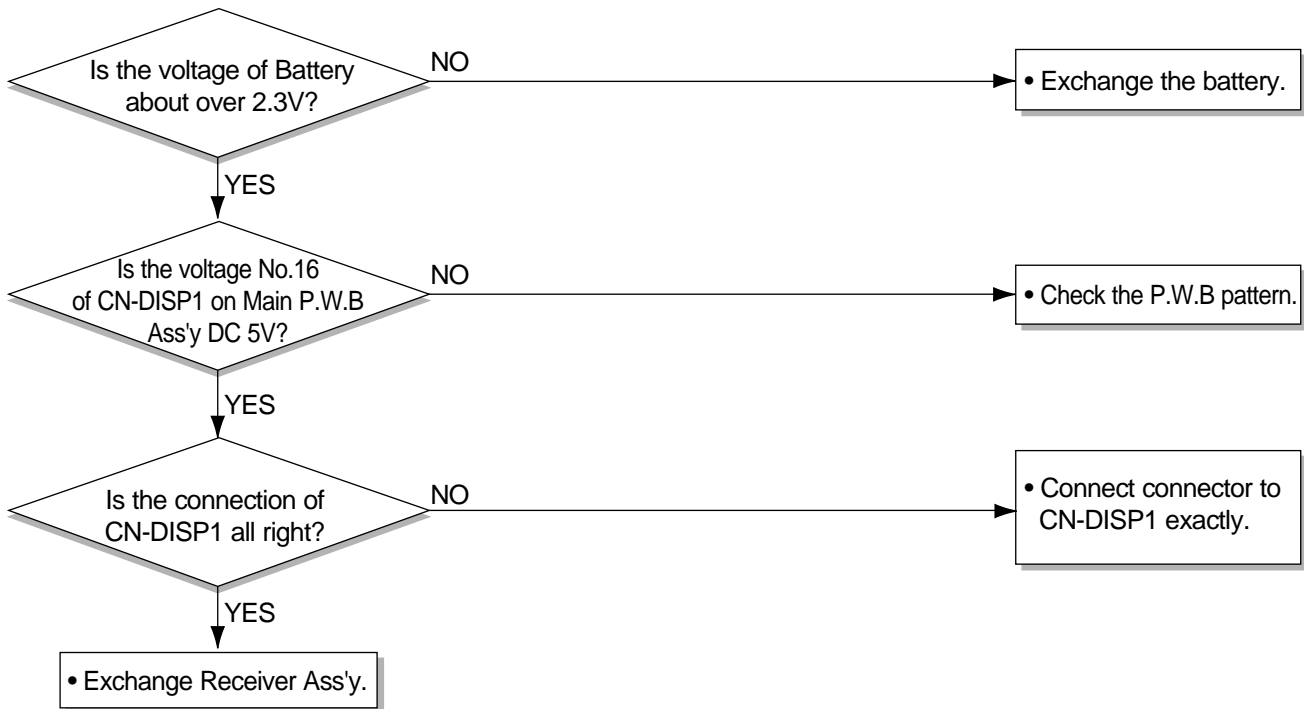 Is the voltage of Battery
about over 2.3V?
NO
• Exchange the battery.
YES
Is the voltage No.16
of CN-DISP1 on Main P.W.B
Ass'y DC 5V?
NO
• Check the P.W.B pattern.
YES
Is the connection of
CN-DISP1 all right?
NO
• Connect connector to
CN-DISP1 exactly.
YES
• Exchange Receiver Ass'y.